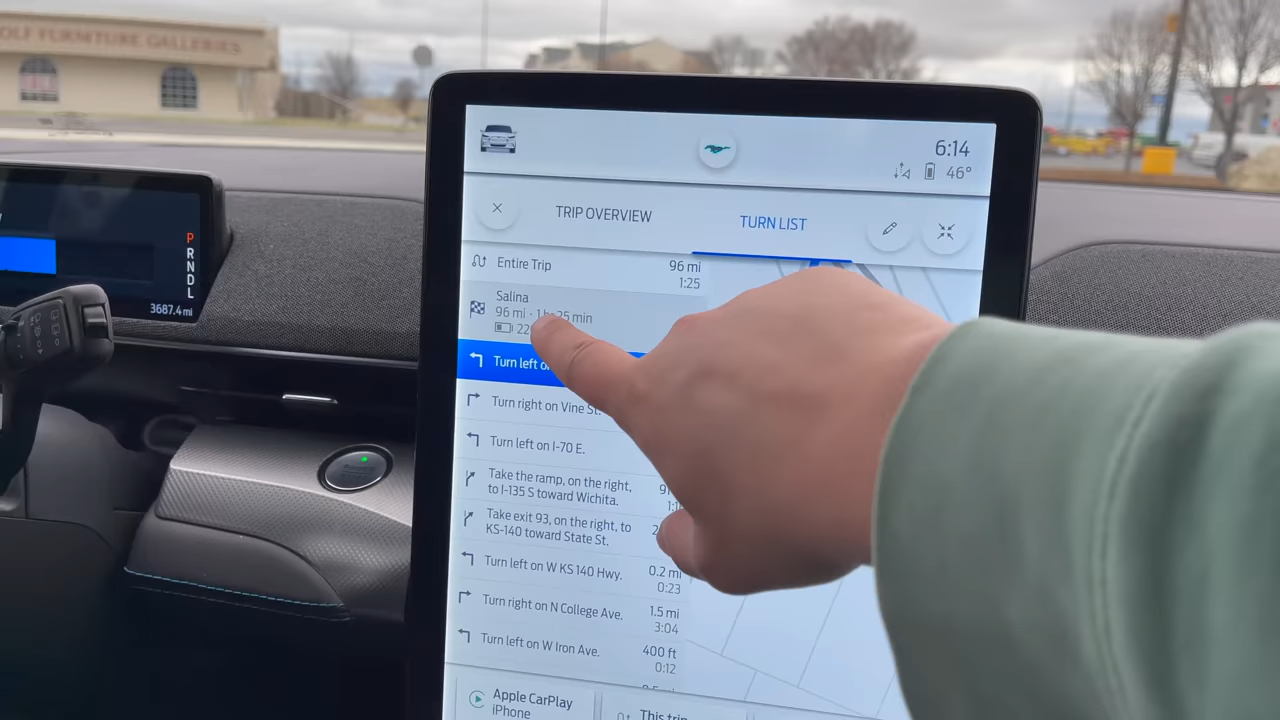 OLF FURNITURE GALLERIES
6:14
46°
TRIP OVERVIEW
TURN LIST
Entire Trip
96 mi
1:25
Salina
96 mi · 1 25 min
22
Turn left
Turn right on Vine St.
Turn left on I-70 E.
Take the ramp, on the right,
to I-135 S toward Wichita.
Take exit 93, on the right, to
KS-140 toward State St.
Turn left on W KS 140 Hwy.
0.2 mi
0:23
Turn right on N College Ave.
1.5 mi
3:04
Turn left on W Iron Ave.
400 ft
0:12
Apple CarPlay
iPhone
This trip
P
R
N
D
L
3687.4 mi